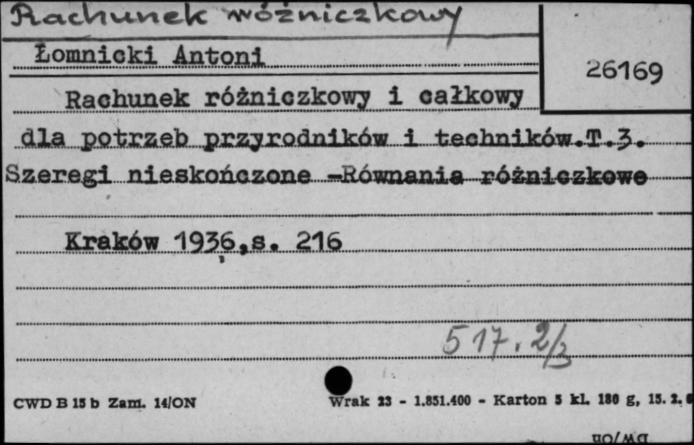 Rachunek różniczkowy
Łomnicki Antoni
26169
Rachunek różniczkowy i całkowy
dla potrzeb przyrodników i techników.T.3.
Szeregi nieskończone -Równania różniczkowe
Kraków 1936,s. 216
517.2/3
CWD B 15 b Zam. 14/ON
Wrak 23 - 1.851.400 - Karton 5 kl. 180 g, 15.2.